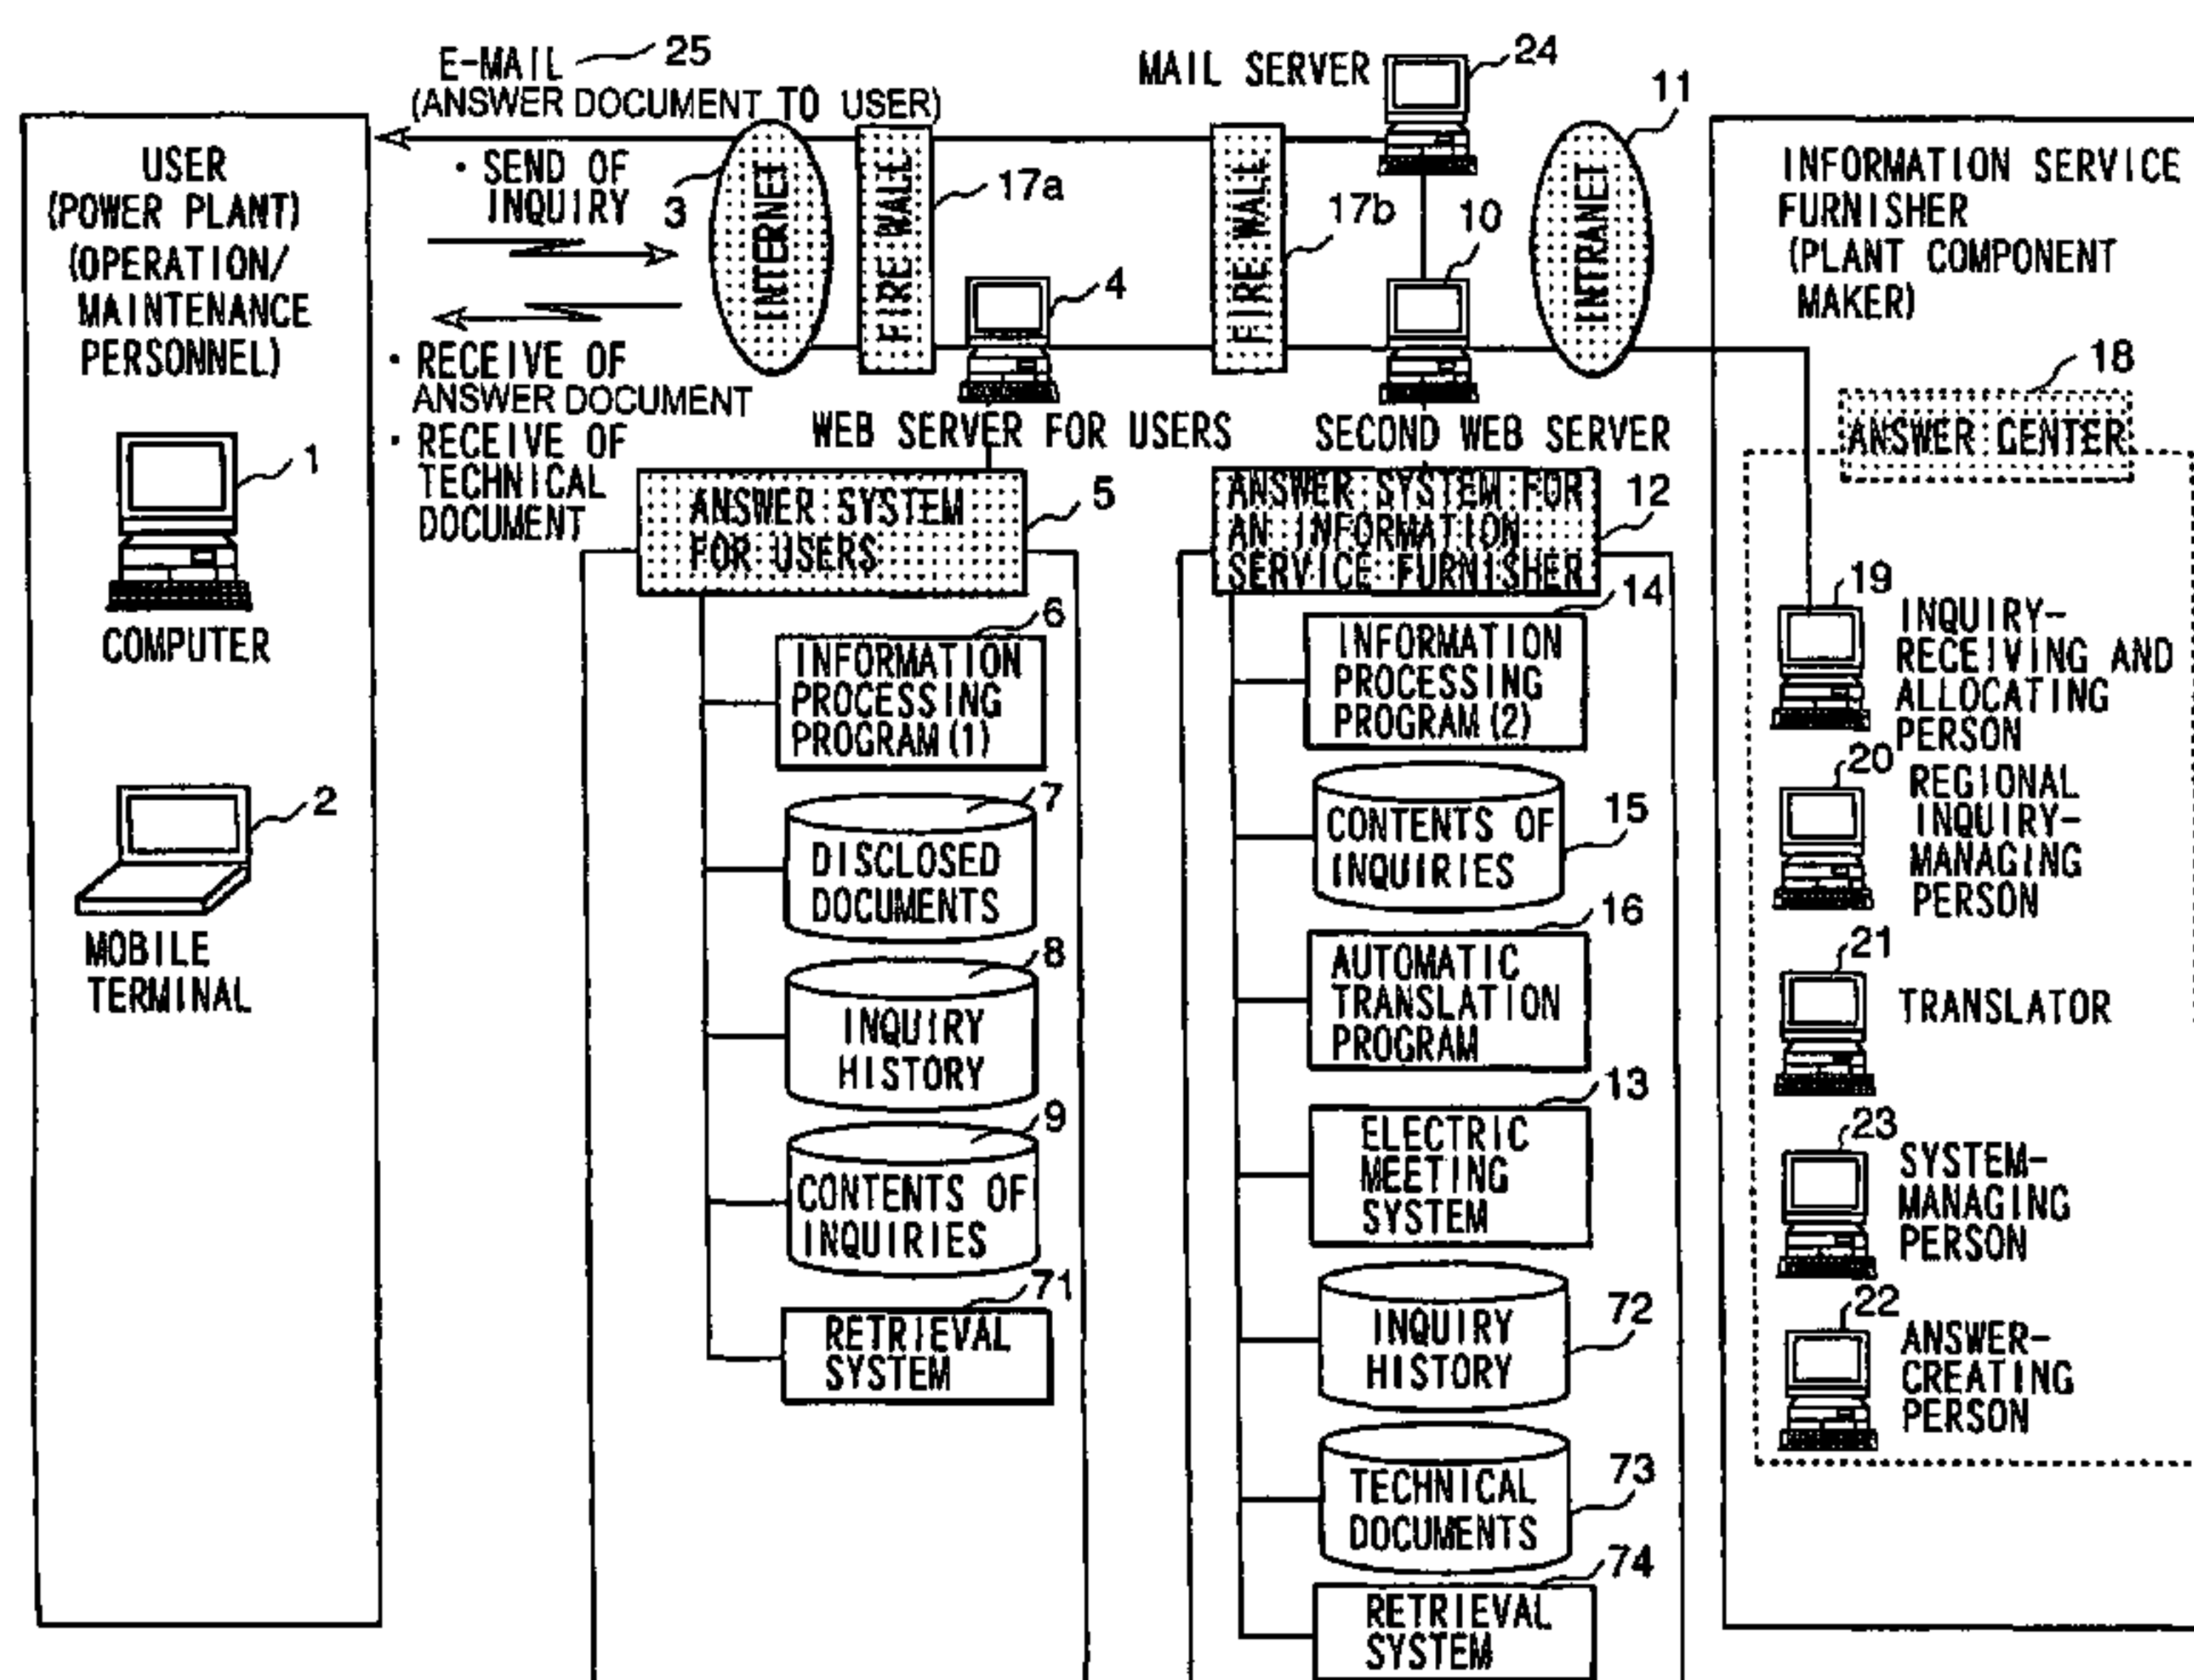 E-MAIL 25
(ANSWER DOCUMENT TO USER)
MAIL SERVER 24
11
USER
(POWER PLANT)
(OPERATION/
MAINTENANCE
PERSONNEL)
1
COMPUTER
2
MOBILE
TERMINAL
• SEND OF
INQUIRY
3
INTERNET
FIRE WALL
17a
FIRE WALL
17b
10
INTRANET
4
• RECEIVE OF
ANSWER DOCUMENT
• RECEIVE OF
TECHNICAL
DOCUMENT
WEB SERVER FOR USERS
SECOND WEB SERVER
ANSWER SYSTEM
FOR USERS
5
6
INFORMATION
PROCESSING
PROGRAM (1)
7
DISCLOSED
DOCUMENTS
8
INQUIRY
HISTORY
9
CONTENTS OF
INQUIRIES
71
RETRIEVAL
SYSTEM
ANSWER SYSTEM FOR
AN INFORMATION
SERVICE FURNISHER
12
14
INFORMATION
PROCESSING
PROGRAM (2)
CONTENTS OF
INQUIRIES
15
16
AUTOMATIC
TRANSLATION
PROGRAM
13
ELECTRIC
MEETING
SYSTEM
INQUIRY
HISTORY
72
TECHNICAL
DOCUMENTS
73
74
RETRIEVAL
SYSTEM
INFORMATION SERVICE
FURNISHER
(PLANT COMPONENT
MAKER)
18
ANSWER CENTER
19
INQUIRY-
RECEIVING AND
ALLOCATING
PERSON
20
REGIONAL
INQUIRY-
MANAGING
PERSON
21
TRANSLATOR
23
SYSTEM-
MANAGING
PERSON
22
ANSWER-
CREATING
PERSON